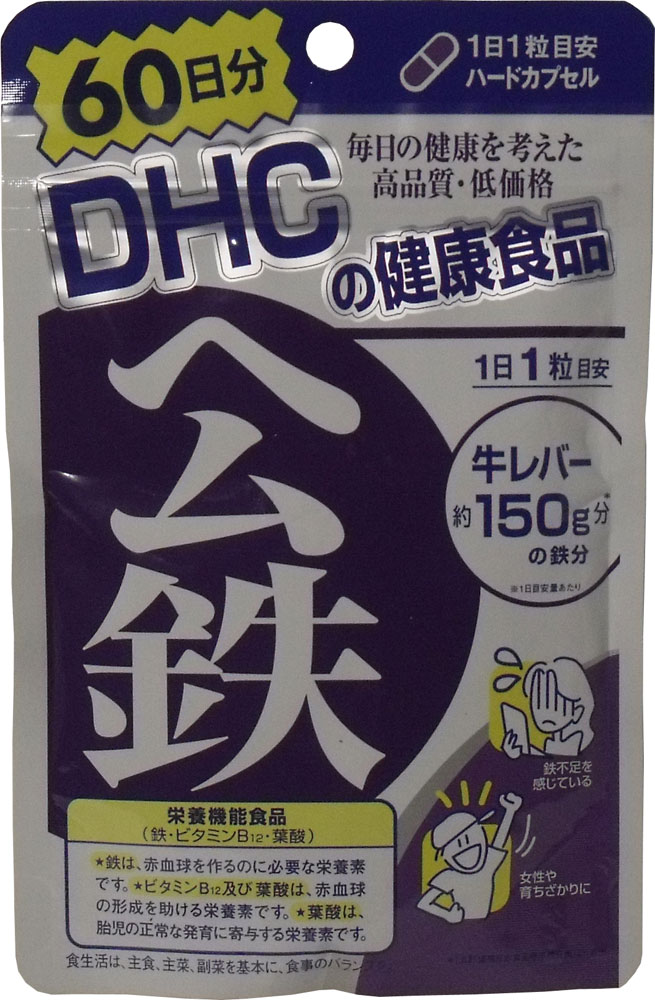 60日分
1日1粒目安
ハードカプセル
毎日の健康を考えた
高品質・低価格
DHC
の健康食品
ヘム鉄
1日1粒目安
牛レバー
約150g分*
の鉄分
※1日目安量あたり
鉄不足を
感じている
女性や
育ちざかりに
栄養機能食品
(鉄・ビタミンB12・葉酸)
★鉄は、赤血球を作るのに必要な栄養素
です。★ビタミンB12及び葉酸は、赤血球
の形成を助ける栄養素です。★葉酸は、
胎児の正常な発育に寄与する栄養素です。
食生活は、主食、主菜、副菜を基本に、食事のバランスを